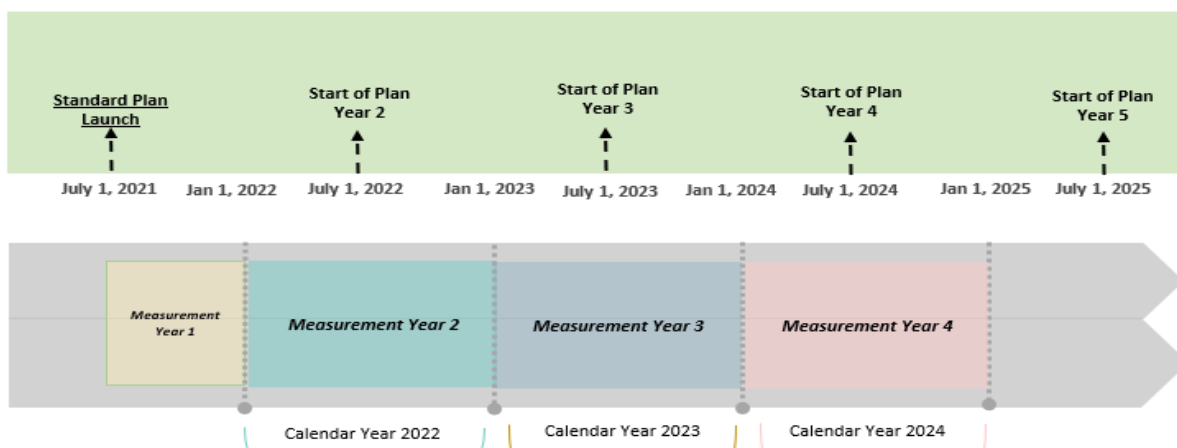 Standard Plan
Launch
Start of Plan
Year 2
Start of Plan
Year 3
Start of Plan
Year 4
Start of Plan
Year 5
July 1, 2021
Jan 1, 2022
July 1, 2022
Jan 1, 2023
July 1, 2023
Jan 1, 2024
July 1, 2024
Jan 1, 2025
July 1, 2025
Measurement
Year 1
Measurement Year 2
Measurement Year 3
Measurement Year 4
Calendar Year 2022
Calendar Year 2023
Calendar Year 2024